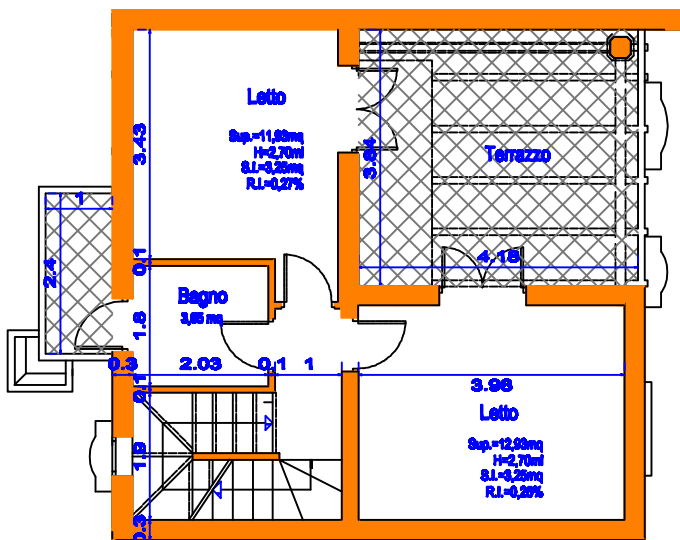 Letto
Sup.=11,93mq
H=2,70ml
S.I.=3,25mq
R.I.=0,27%
3.43
3.84
Terrazzo
4.18
1
2.4
0.1
Bagno
3,65 mq
1.8
0.3
2.03
0.1
1
0.1
3.98
Letto
Sup.=12,93mq
H=2,70ml
S.I.=3,25mq
R.I.=0,25%
1.9
0.3